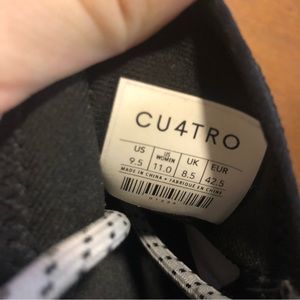 CU4TRO
US US WOMEN UK EUR
9.5 11.0 8.5 42.5
MADE IN CHINA • FABRIQUE EN CHINE